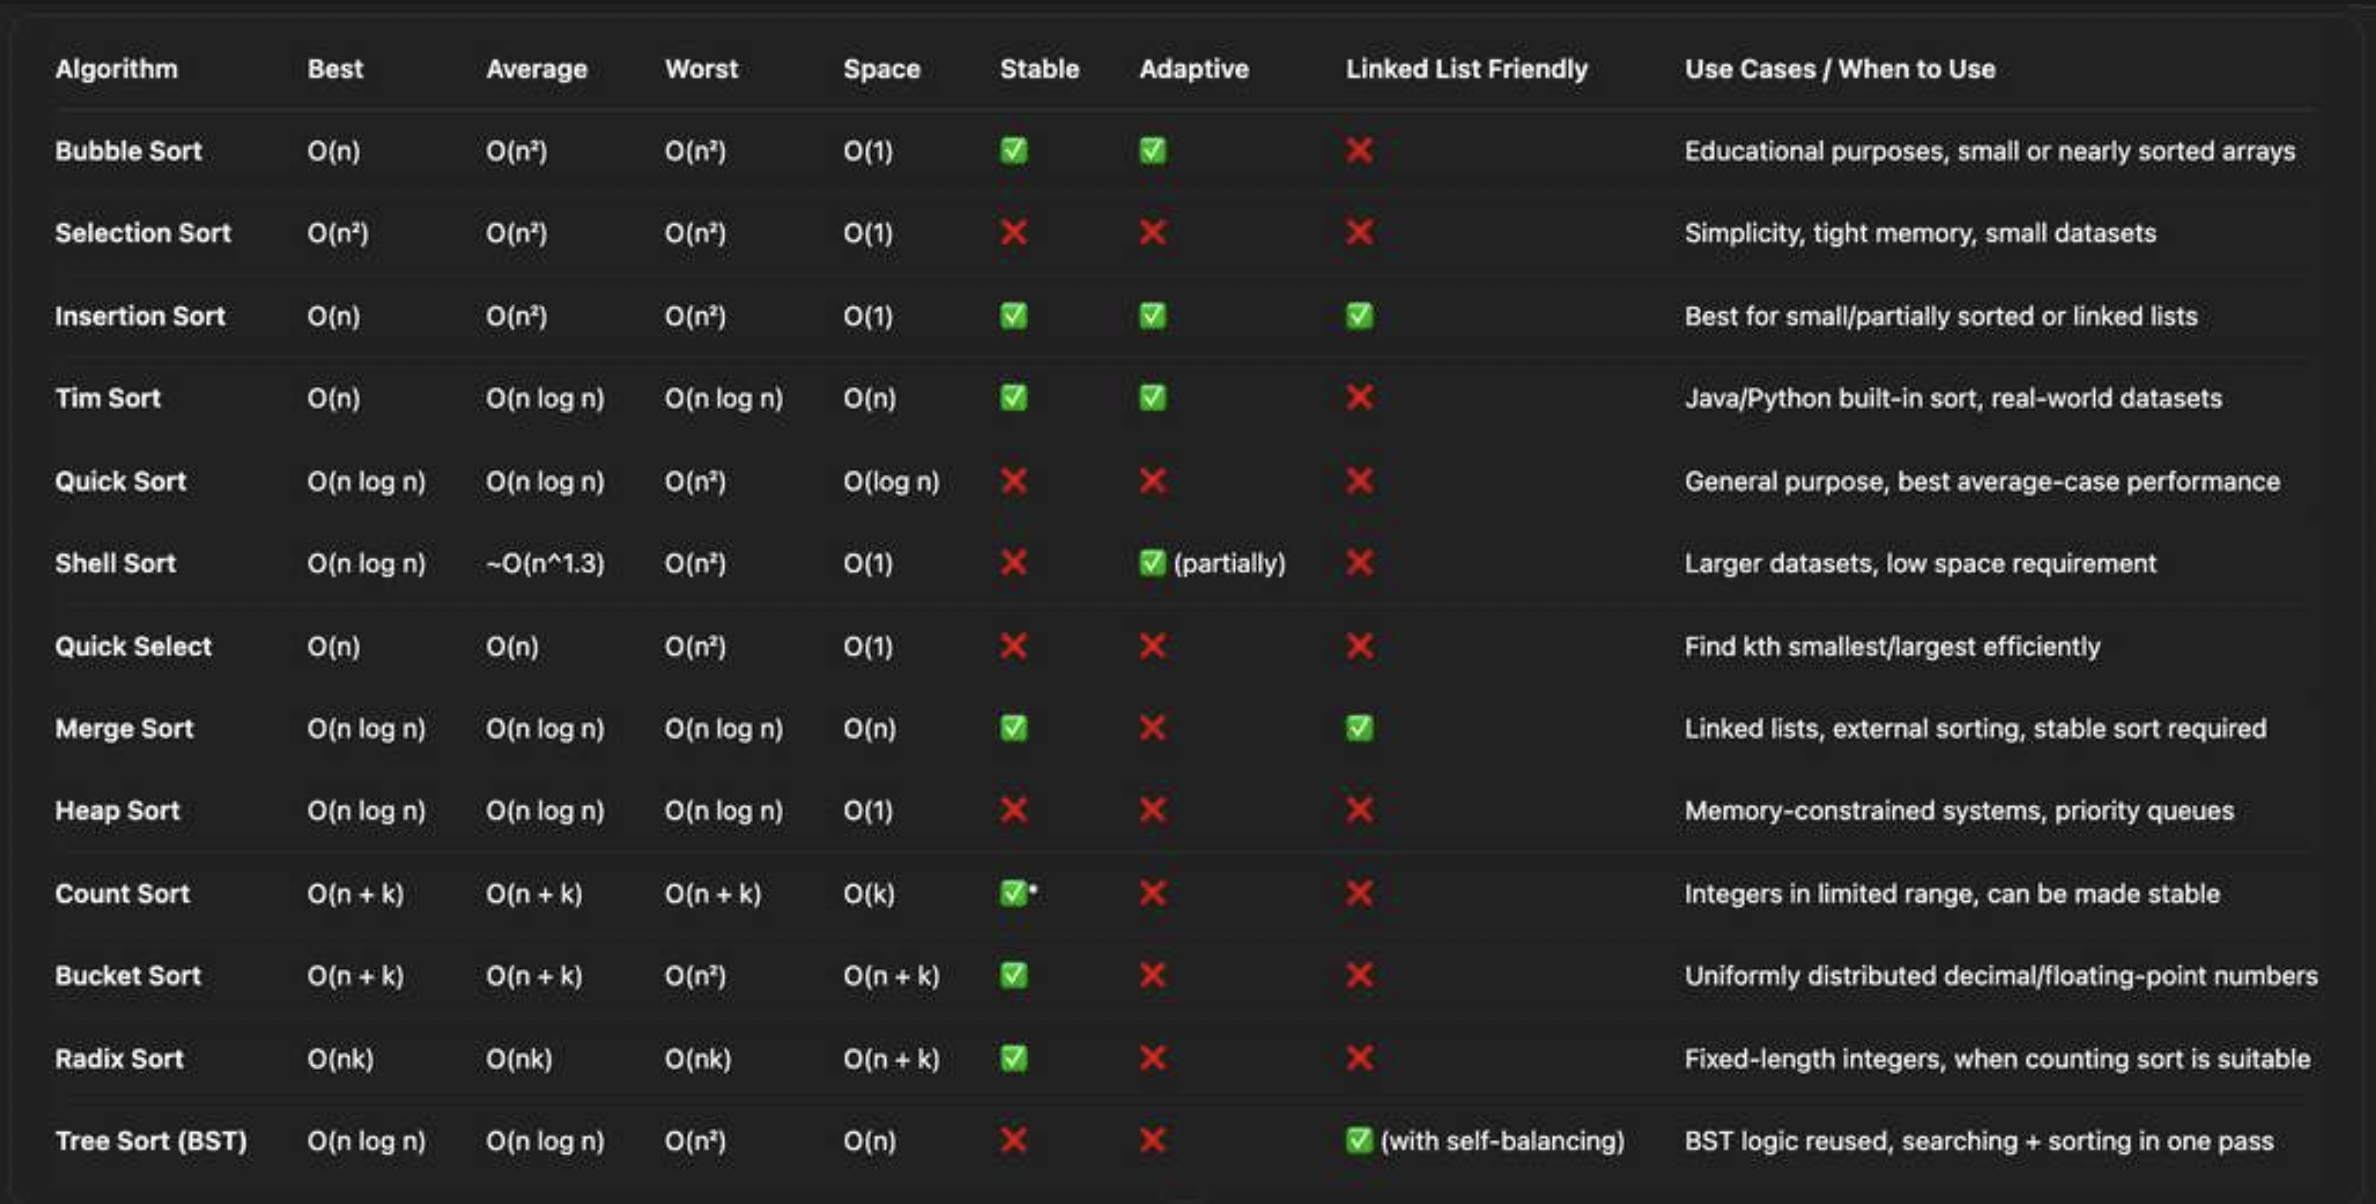 Algorithm Best Average Worst Space Stable Adaptive Linked List Friendly Use Cases / When to Use
Bubble Sort O(n) O(n²) O(n²) O(1) ✅ ✅ ❌ Educational purposes, small or nearly sorted arrays
Selection Sort O(n²) O(n²) O(n²) O(1) ❌ ❌ ❌ Simplicity, tight memory, small datasets
Insertion Sort O(n) O(n²) O(n²) O(1) ✅ ✅ ✅ Best for small/partially sorted or linked lists
Tim Sort O(n) O(n log n) O(n log n) O(n) ✅ ✅ ❌ Java/Python built-in sort, real-world datasets
Quick Sort O(n log n) O(n log n) O(n²) O(log n) ❌ ❌ ❌ General purpose, best average-case performance
Shell Sort O(n log n) ~O(n^1.3) O(n²) O(1) ❌ ✅ (partially) ❌ Larger datasets, low space requirement
Quick Select O(n) O(n) O(n²) O(1) ❌ ❌ ❌ Find kth smallest/largest efficiently
Merge Sort O(n log n) O(n log n) O(n log n) O(n) ✅ ❌ ✅ Linked lists, external sorting, stable sort required
Heap Sort O(n log n) O(n log n) O(n log n) O(1) ❌ ❌ ❌ Memory-constrained systems, priority queues
Count Sort O(n + k) O(n + k) O(n + k) O(k) ✅* ❌ ❌ Integers in limited range, can be made stable
Bucket Sort O(n + k) O(n + k) O(n²) O(n + k) ✅ ❌ ❌ Uniformly distributed decimal/floating-point numbers
Radix Sort O(nk) O(nk) O(nk) O(n + k) ✅ ❌ ❌ Fixed-length integers, when counting sort is suitable
Tree Sort (BST) O(n log n) O(n log n) O(n²) O(n) ❌ ❌ ✅ (with self-balancing) BST logic reused, searching + sorting in one pass